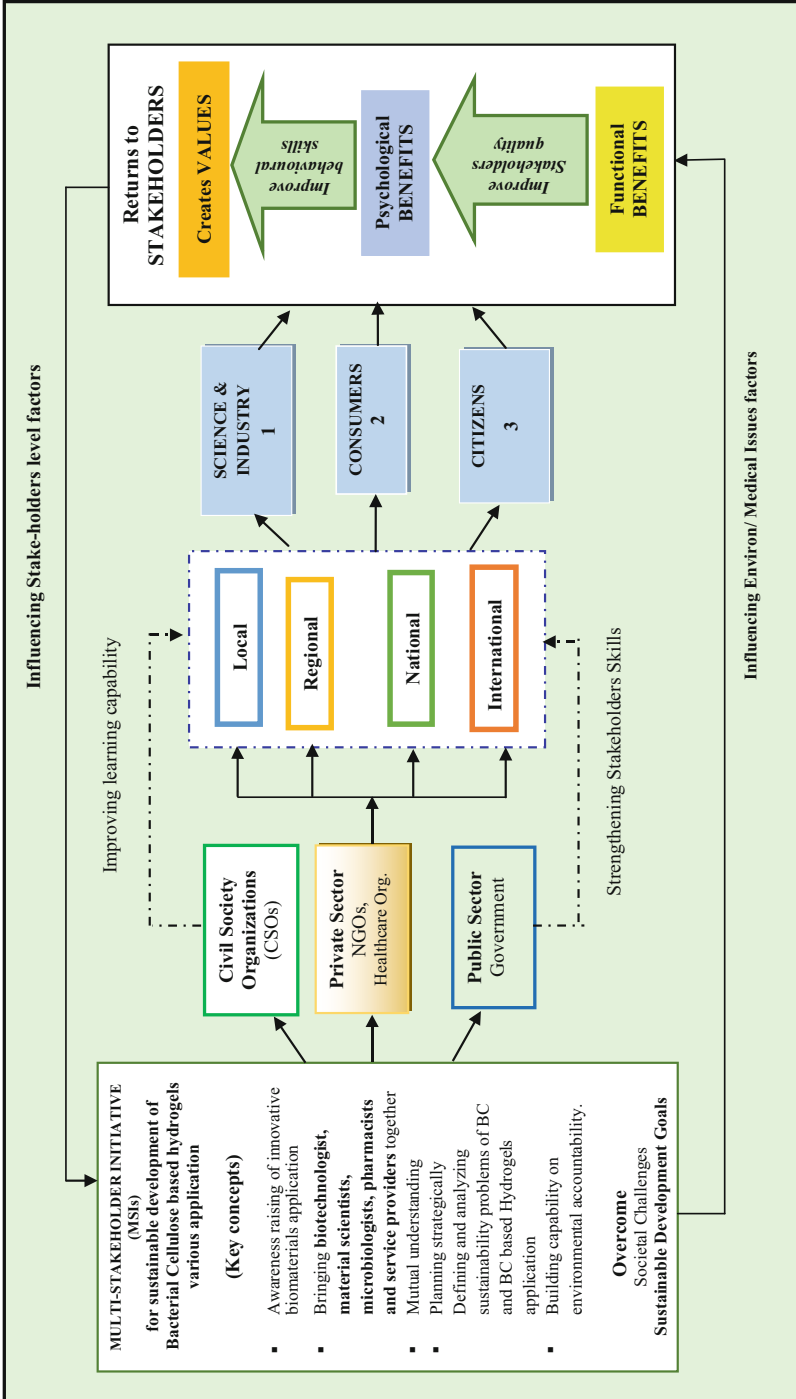 Influencing Stake-holders level factors
MULTI-STAKEHOLDER INITIATIVE
(MSIs)
for sustainable development of
Bacterial Cellulose based hydrogels
various application
(Key concepts)
▪ Awareness raising of innovative
biomaterials application
▪ Bringing biotechnologist,
material scientists,
microbiologists, pharmacists
and service providers together
▪ Mutual understanding
▪ Planning strategically
Defining and analyzing
sustainability problems of BC
and BC based Hydrogels
application
▪ Building capability on
environmental accountability.
Overcome
Societal Challenges
Sustainable Development Goals
Improving learning capability
Civil Society
Organizations
(CSOs)
Private Sector
NGOs,
Healthcare Org.
Public Sector
Government
Strengthening Stakeholders Skills
Local
Regional
National
International
SCIENCE &
INDUSTRY
1
CONSUMERS
2
CITIZENS
3
Returns to
STAKEHOLDERS
Creates VALUES
Improve
behavioural
skills
Psychological
BENEFITS
Improve
Stakeholders
quality
Functional
BENEFITS
Influencing Environ/ Medical Issues factors